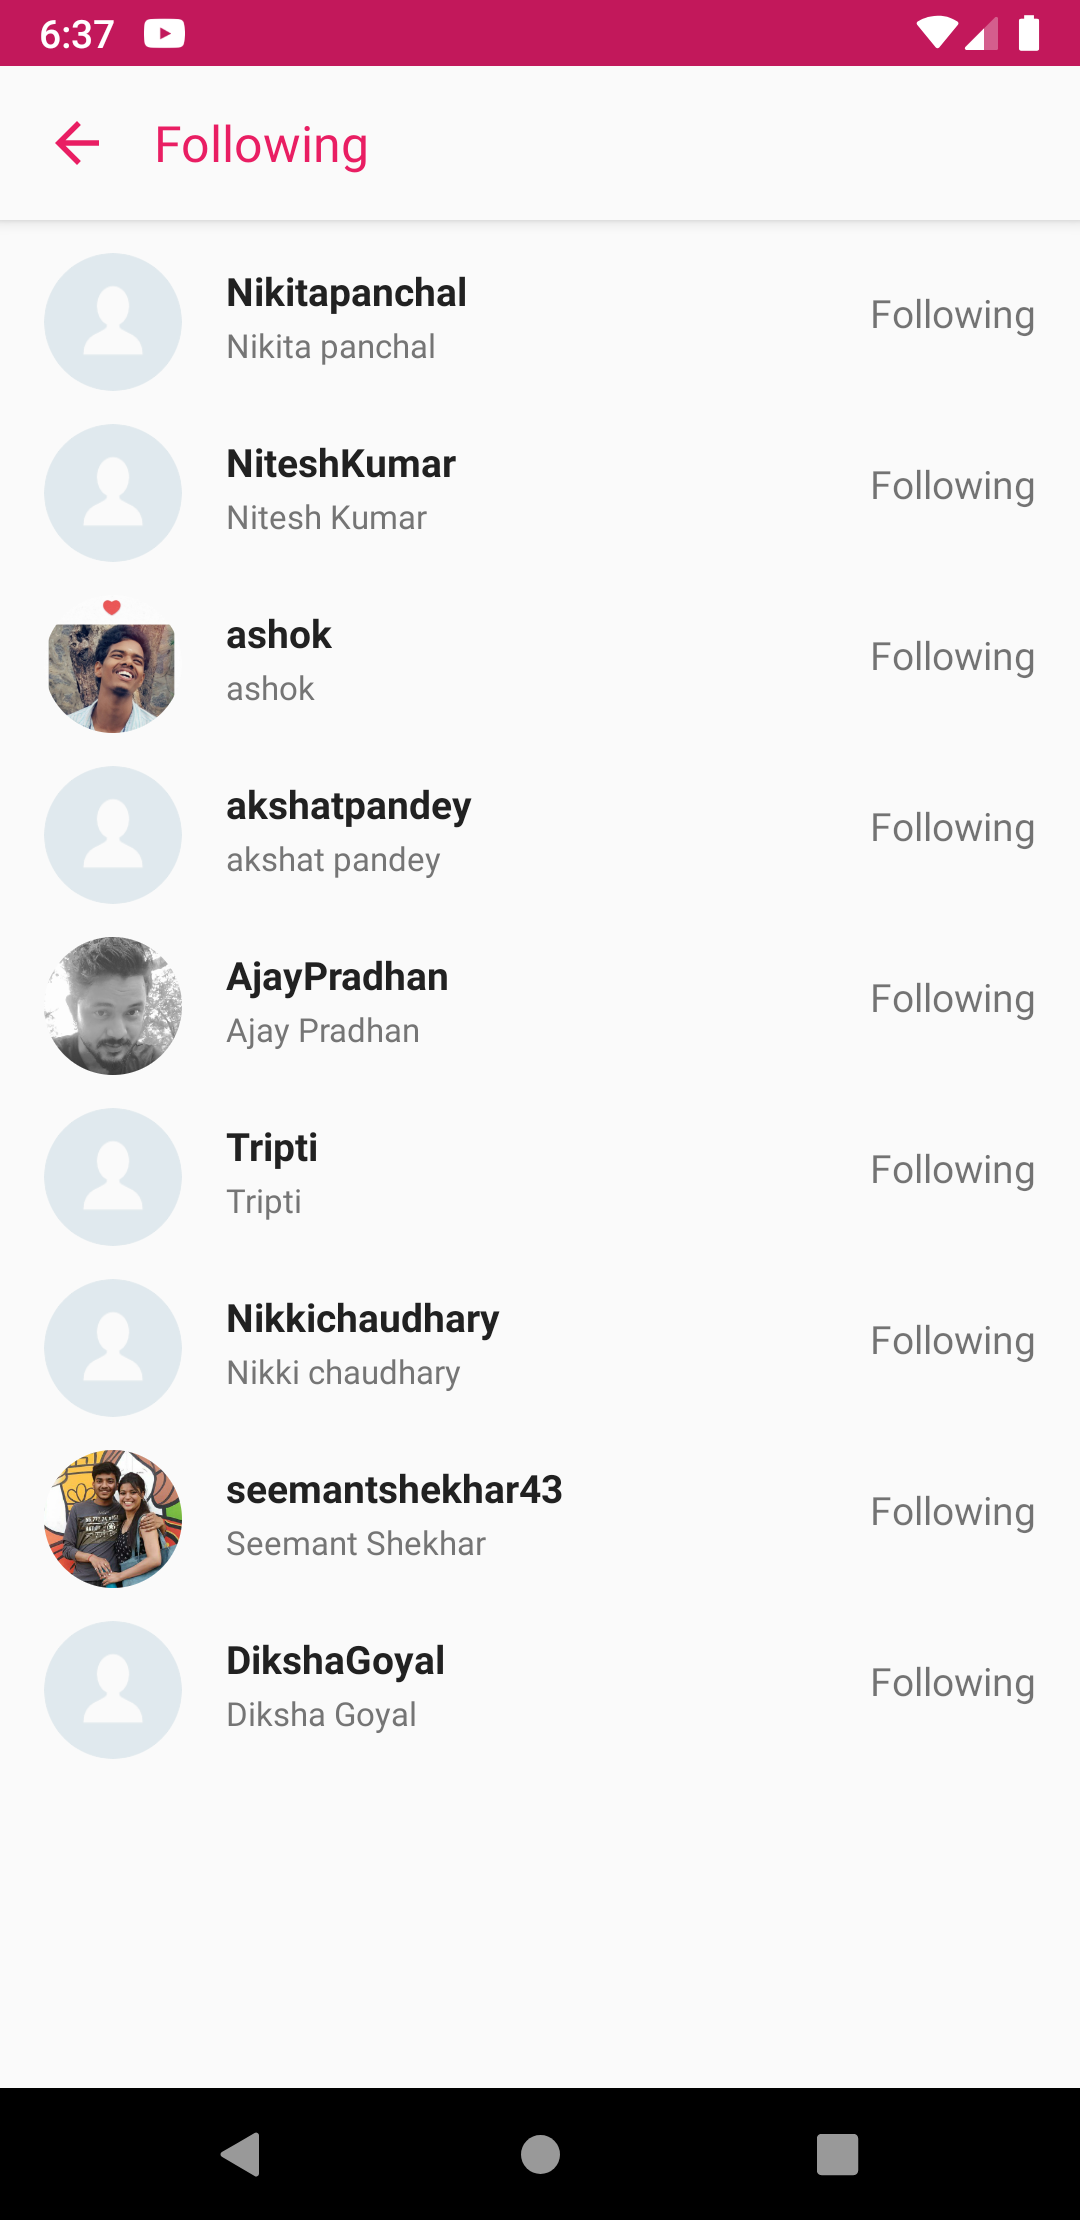 6:37
Following
Nikitapanchal
Nikita panchal
Following
NiteshKumar
Nitesh Kumar
Following
ashok
ashok
Following
akshatpandey
akshat pandey
Following
AjayPradhan
Ajay Pradhan
Following
Tripti
Tripti
Following
Nikkichaudhary
Nikki chaudhary
Following
seemantshekhar43
Seemant Shekhar
Following
DikshaGoyal
Diksha Goyal
Following